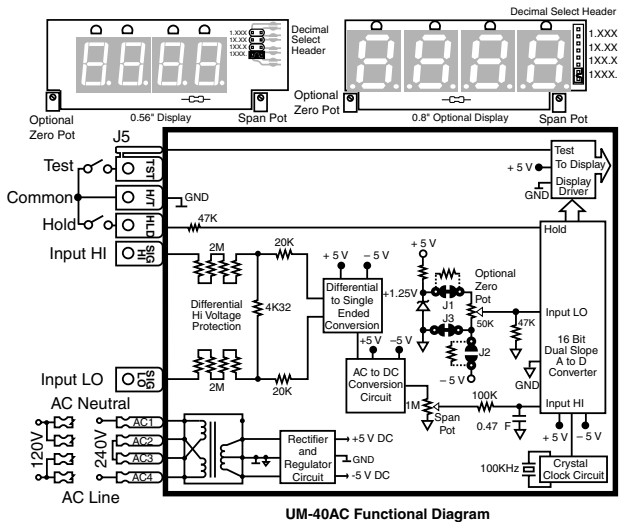 Decimal Select Header
1.XXX
1X.XX
1XX.X
1XXX.
Decimal
Select
Header
1.XXX
1X.XX
1XX.X
1XXX.
Optional
Zero Pot
0.56" Display
Span Pot
Optional
Zero Pot
0.8" Optional Display
Span Pot
J5
Test
TST
Common
H/T
GND
Hold
HLD
47K
Input HI
SIG HI
2M
20K
Differential
Hi Voltage
Protection
4K32
Input LO
SIG LO
2M
20K
+ 5 V
– 5 V
Differential
to Single
Ended
Conversion
+5 V
–5 V
AC to DC
Conversion
Circuit
+ 5 V
+1.25V
J1
J3
J2
Optional
Zero
Pot
50K
– 5 V
47K
1M
Span
Pot
100K
0.47 F
Test
To Display
+ 5 V
GND
Display
Driver
Hold
Input LO
16 Bit
Dual Slope
A to D
Converter
GND
Input HI
+ 5 V
– 5 V
100KHz
Crystal
Clock Circuit
AC Neutral
120V
240V
AC1
AC2
AC3
AC4
AC Line
Rectifier
and
Regulator
Circuit
+5 V DC
GND
-5 V DC
UM-40AC Functional Diagram